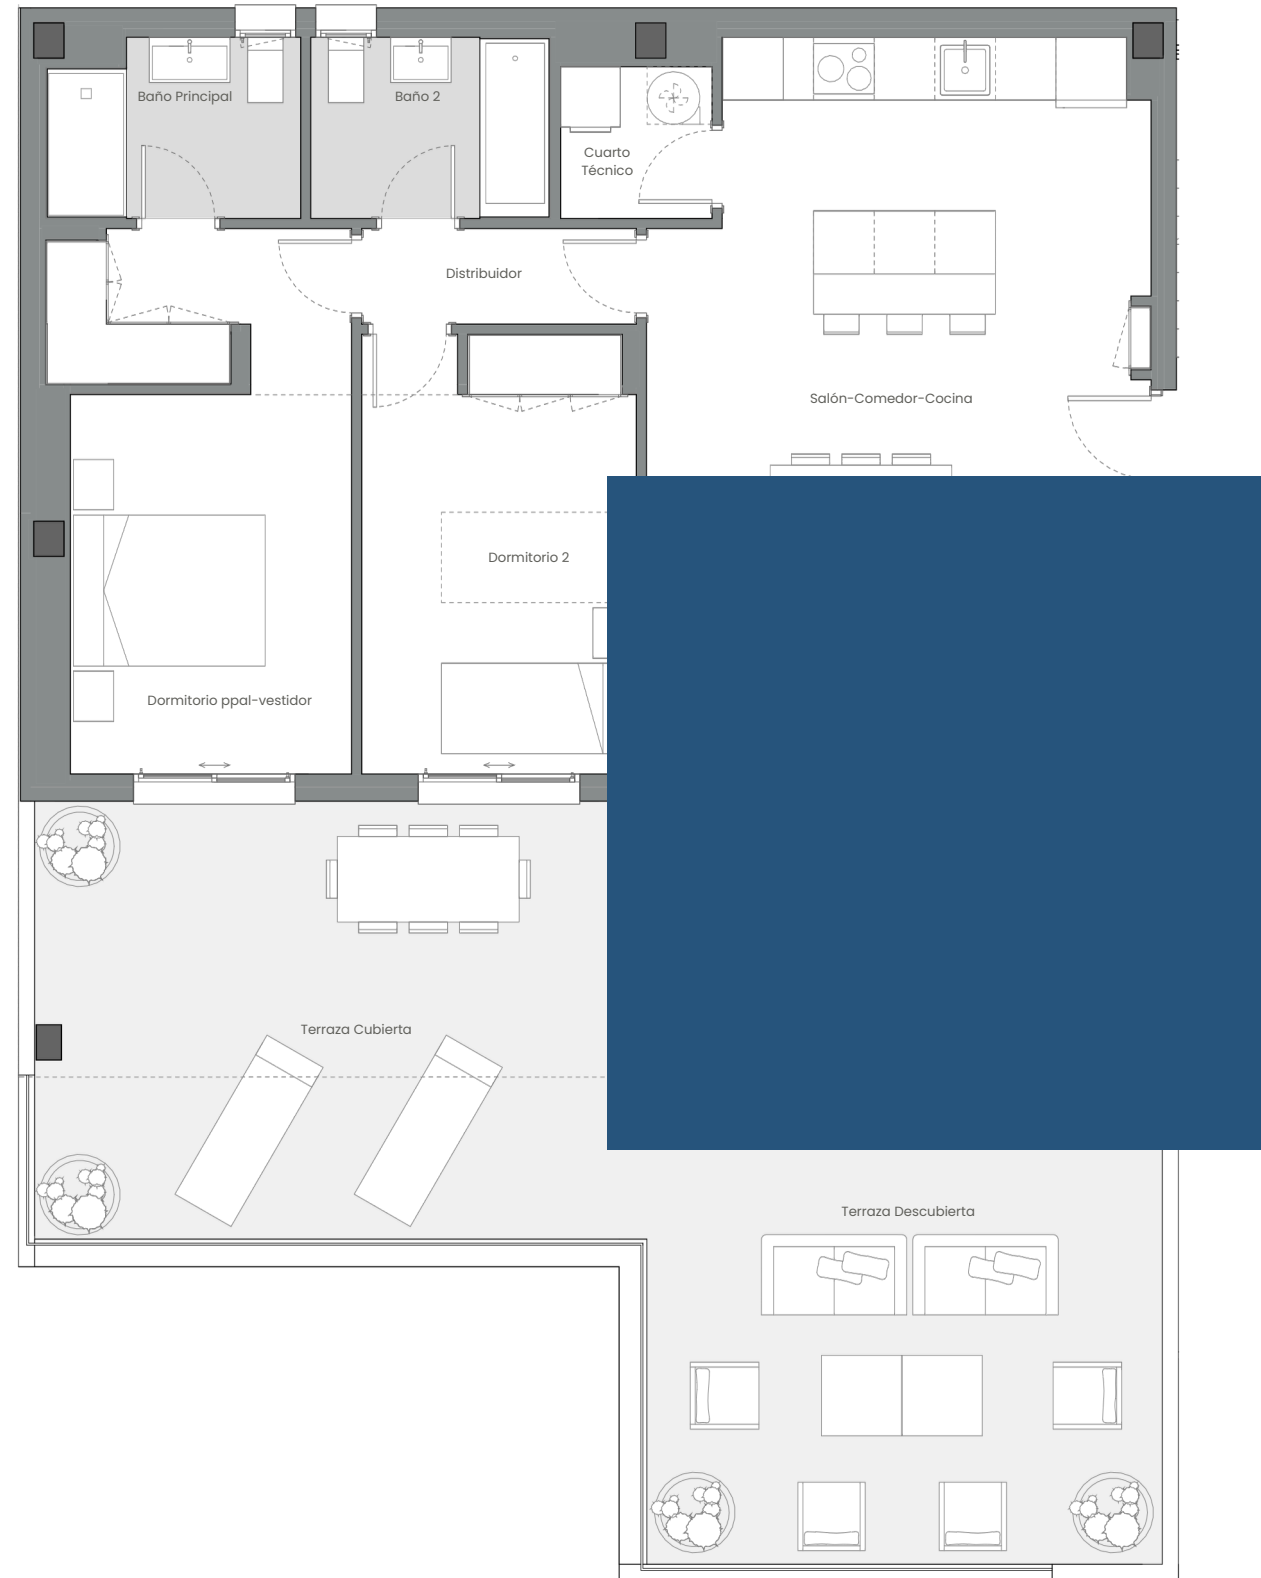 Baño Principal
Baño 2
Cuarto
Técnico
Distribuidor
Salón-Comedor-Cocina
Dormitorio 2
Dormitorio ppal-vestidor
Terraza Cubierta
Terraza Descubierta